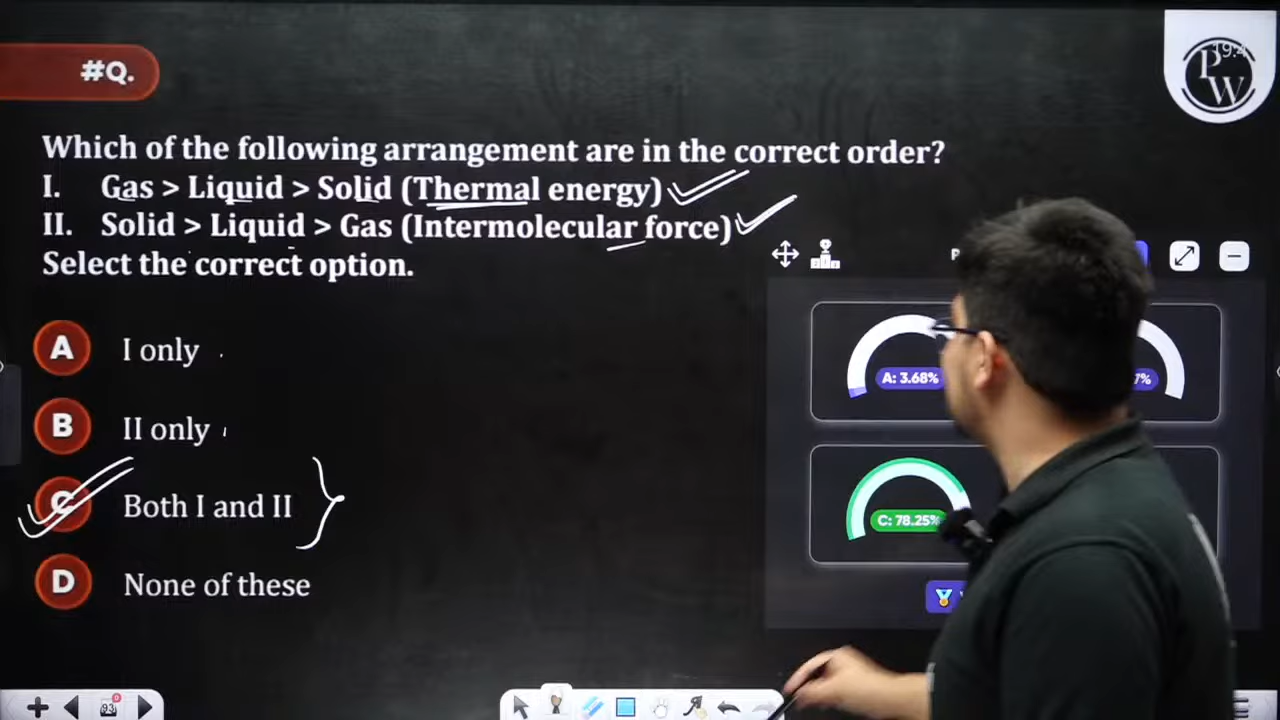 #Q.
Which of the following arrangement are in the correct order?
I. Gas > Liquid > Solid (Thermal energy)
II. Solid > Liquid > Gas (Intermolecular force)
Select the correct option.
A I only
B II only
C Both I and II
D None of these
A: 3.68%
7%
C: 78.25%
P
W